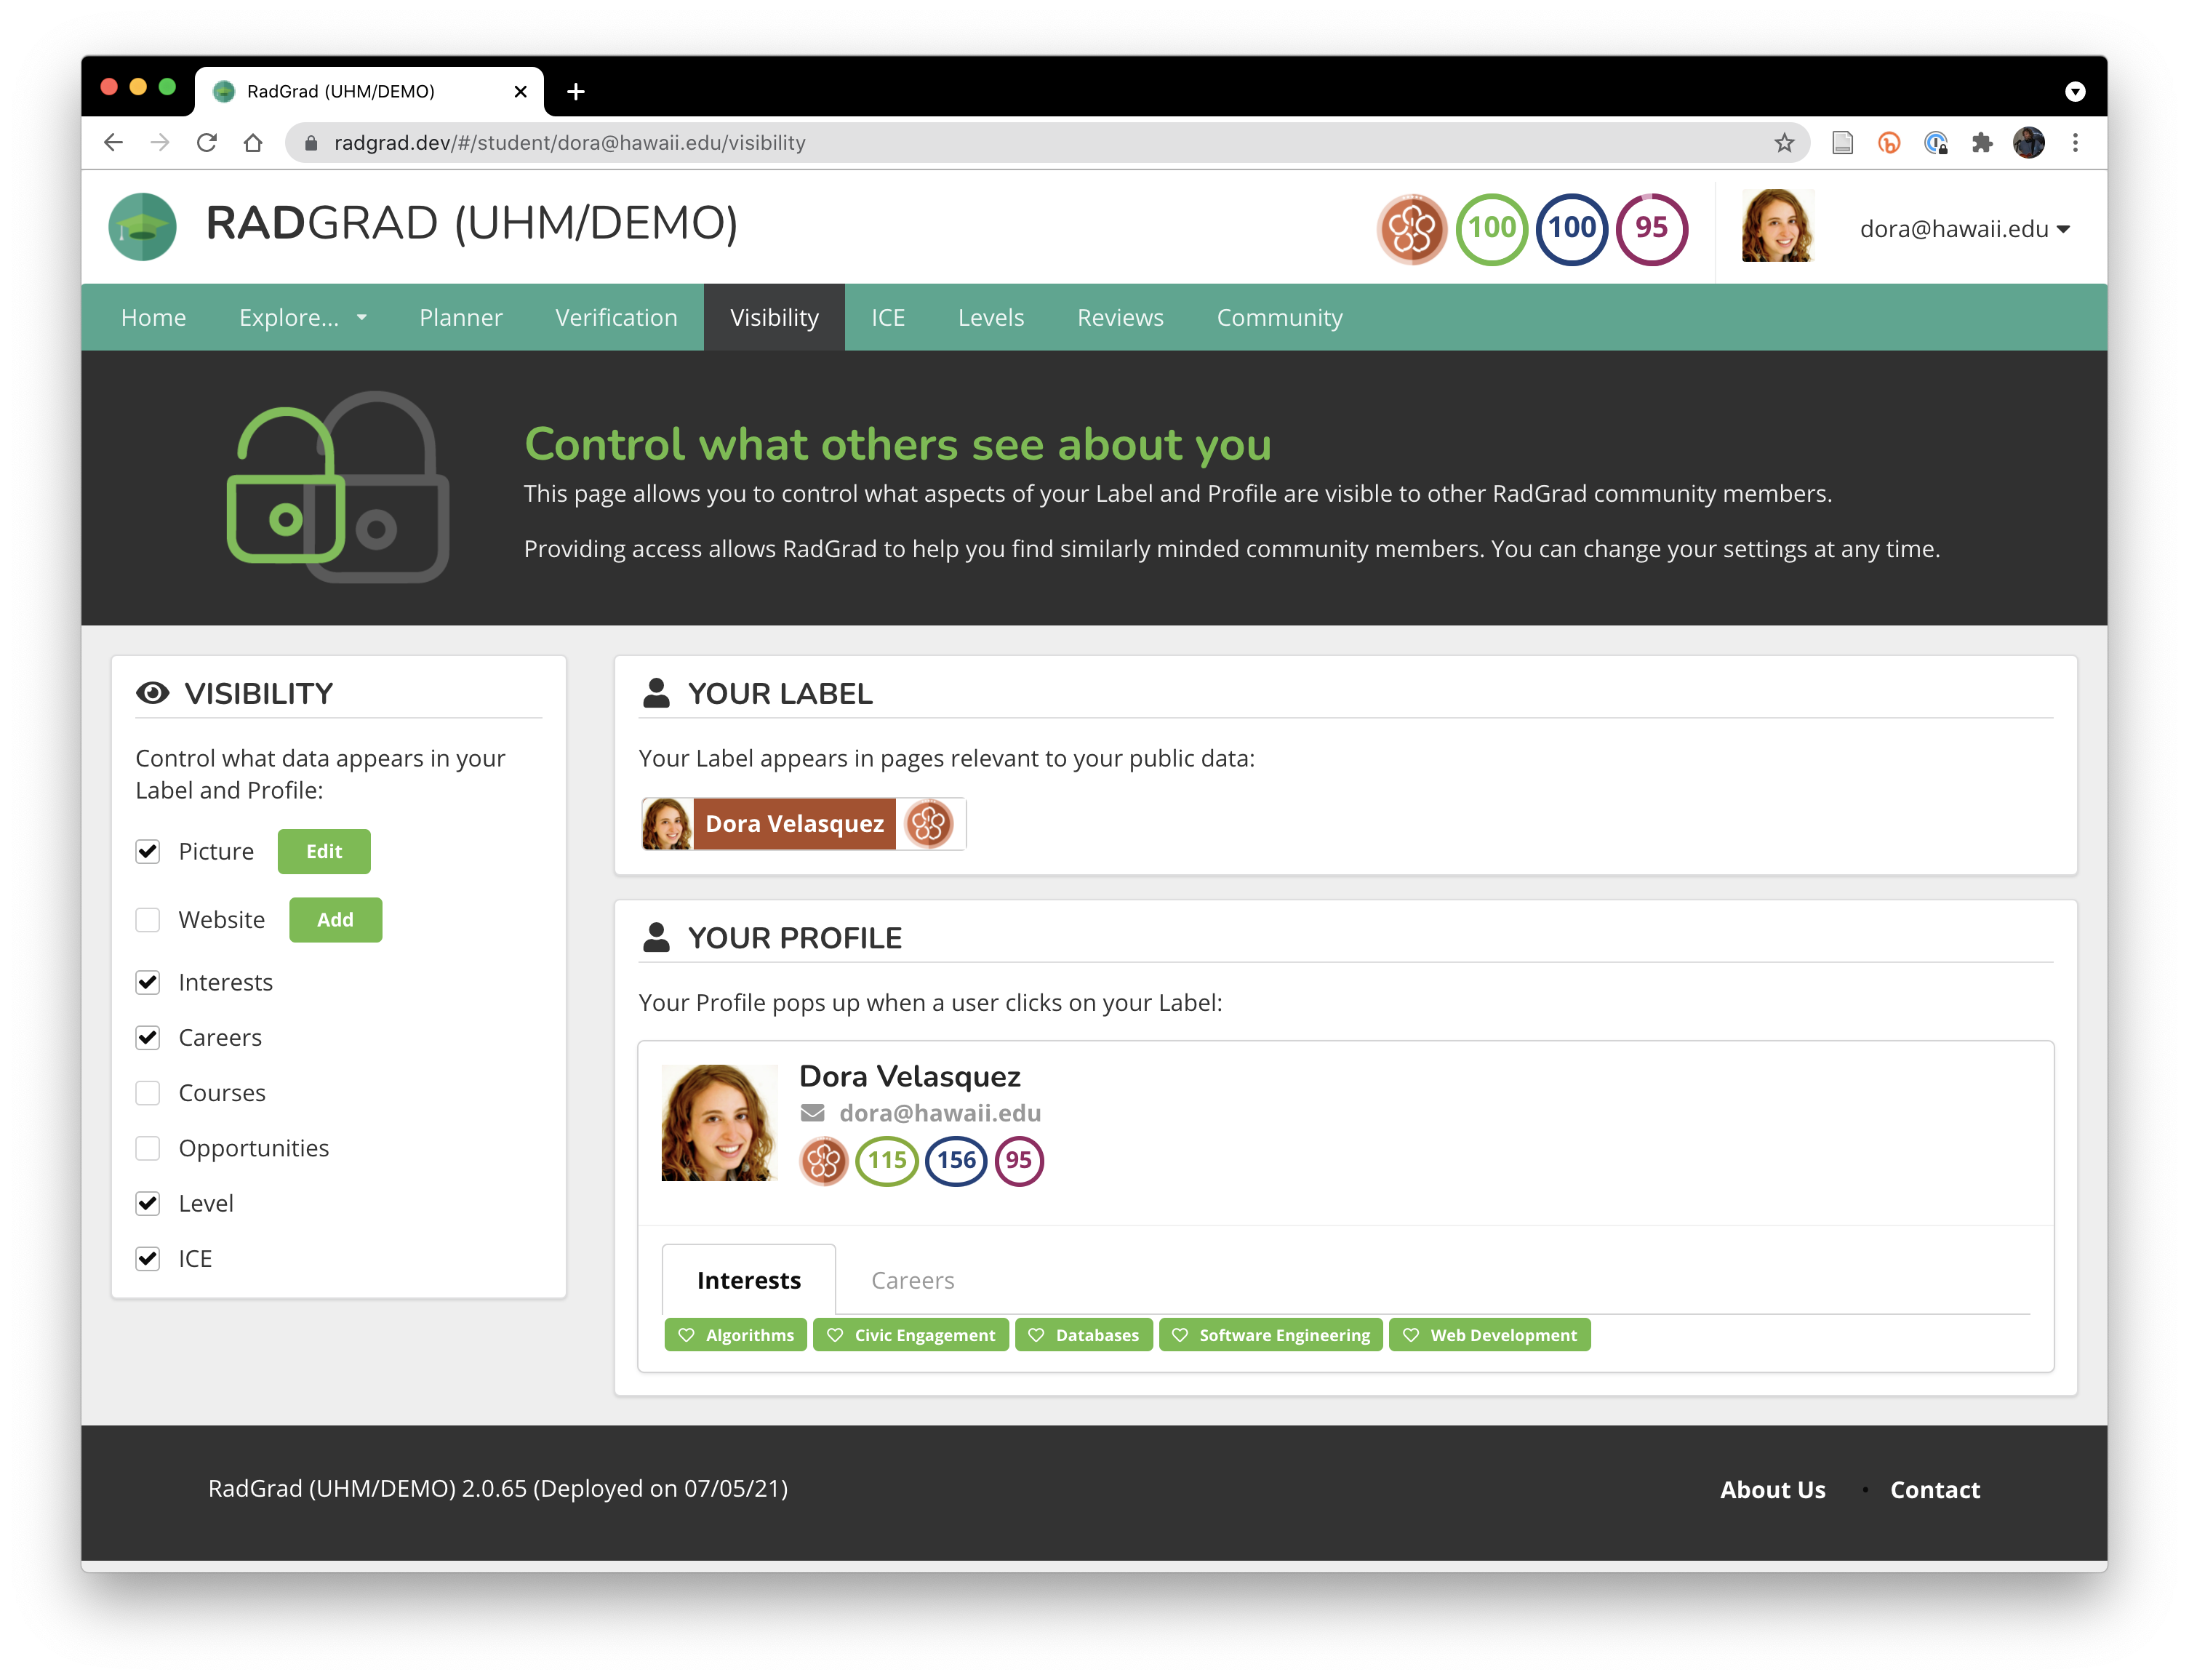 RadGrad (UHM/DEMO)
radgrad.dev/#/student/dora@hawaii.edu/visibility
RADGRAD (UHM/DEMO)
100 100 95
dora@hawaii.edu
Home Explore... Planner Verification Visibility ICE Levels Reviews Community
Control what others see about you
This page allows you to control what aspects of your Label and Profile are visible to other RadGrad community members.
Providing access allows RadGrad to help you find similarly minded community members. You can change your settings at any time.
VISIBILITY
Control what data appears in your
Label and Profile:
Picture Edit
Website Add
Interests
Careers
Courses
Opportunities
Level
ICE
YOUR LABEL
Your Label appears in pages relevant to your public data:
Dora Velasquez
YOUR PROFILE
Your Profile pops up when a user clicks on your Label:
Dora Velasquez
dora@hawaii.edu
115 156 95
Interests Careers
Algorithms Civic Engagement Databases Software Engineering Web Development
RadGrad (UHM/DEMO) 2.0.65 (Deployed on 07/05/21)
About Us • Contact